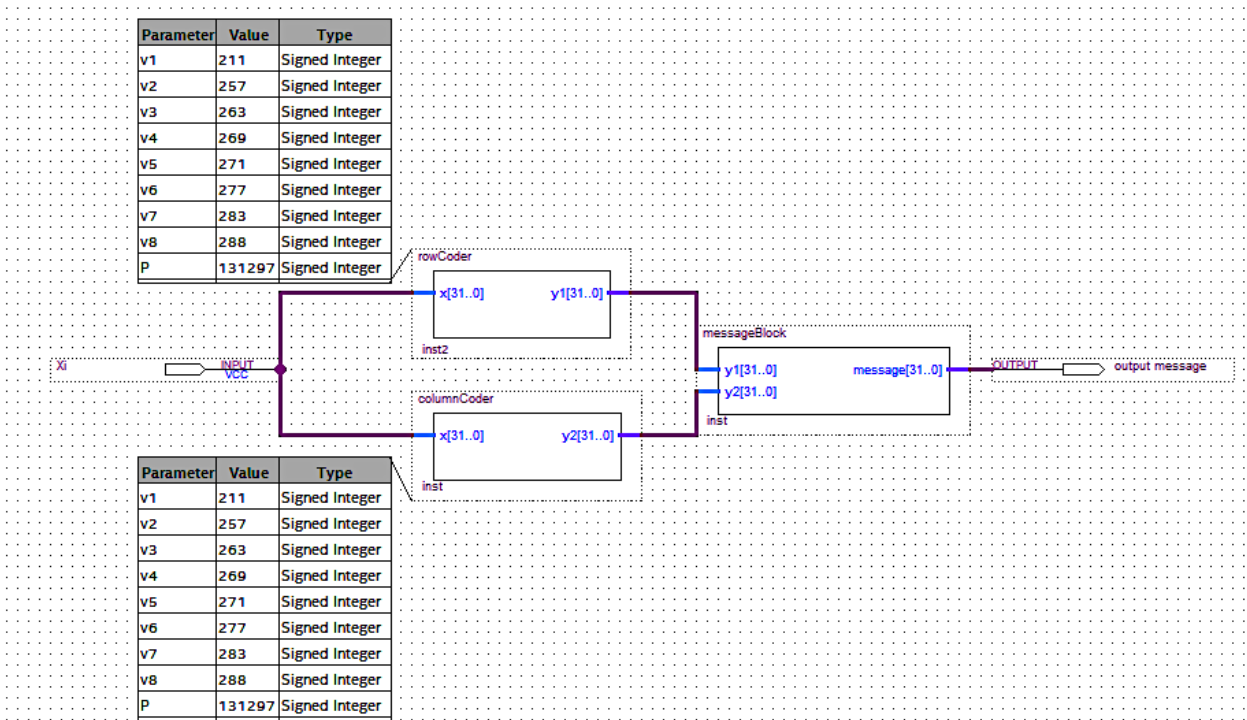 Parameter Value Type
v1 211 Signed Integer
v2 257 Signed Integer
v3 263 Signed Integer
v4 269 Signed Integer
v5 271 Signed Integer
v6 277 Signed Integer
v7 283 Signed Integer
v8 288 Signed Integer
P 131297 Signed Integer
rowCoder
x[31..0] y1[31..0]
inst2
messageBlock
y1[31..0] message[31..0]
y2[31..0]
inst
Xi INPUT
VCC
OUTPUT output message
columnCoder
x[31..0] y2[31..0]
inst
Parameter Value Type
v1 211 Signed Integer
v2 257 Signed Integer
v3 263 Signed Integer
v4 269 Signed Integer
v5 271 Signed Integer
v6 277 Signed Integer
v7 283 Signed Integer
v8 288 Signed Integer
P 131297 Signed Integer